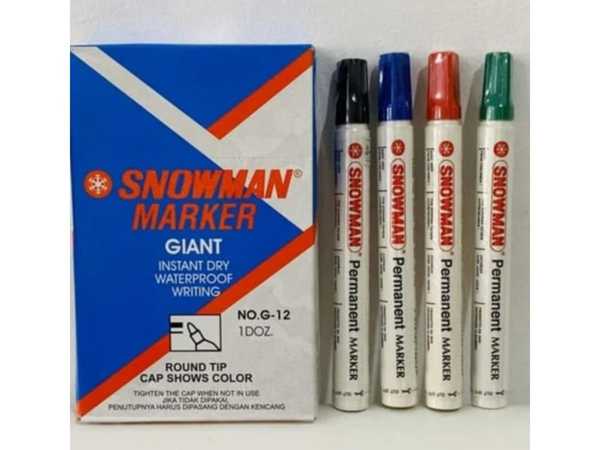 SNOWMAN®
MARKER
GIANT
INSTANT DRY
WATERPROOF
WRITING
NO.G-12
1DOZ.
ROUND TIP
CAP SHOWS COLOR
TIGHTEN THE CAP WHEN NOT IN USE
JIKA TIDAK DIPAKAI,
PENUTUPNYA HARUS DIPASANG DENGAN KENCANG
SNOWMAN Permanent MARKER
SNOWMAN Permanent MARKER
SNOWMAN Permanent MARKER
SNOWMAN Permanent MARKER